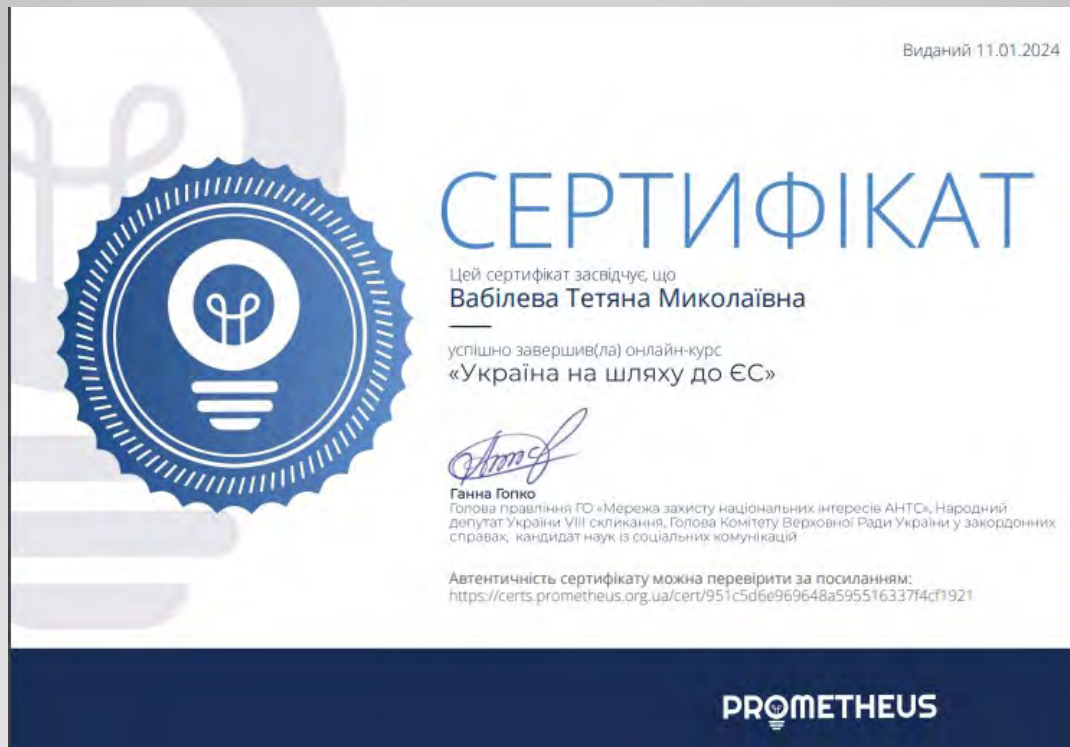 Виданий 11.01.2024
СЕРТИФІКАТ
Цей сертифікат засвідчує, що
Вабілева Тетяна Миколаївна
успішно завершив(ла) онлайн-курс
«Україна на шляху до ЄС»
Ганна Гопко
Голова правління ГО «Мережа захисту національних інтересів АНТС», Народний
депутат України VIII скликання, Голова Комітету Верховної Ради України у закордонних
справах, кандидат наук із соціальних комунікацій
Автентичність сертифікату можна перевірити за посиланням:
https://certs.prometheus.org.ua/cert/951c5d6e969648a595516337f4cf1921
PROMETHEUS